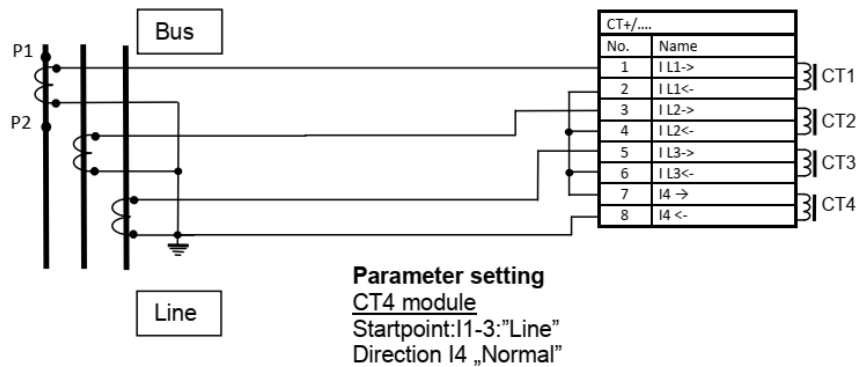 Bus
P1
P2
Line
CT+/....
No. Name
1 I L1->
2 I L1<-
3 I L2->
4 I L2<-
5 I L3->
6 I L3<-
7 I4 →
8 I4 <-
CT1
CT2
CT3
CT4
Parameter setting
CT4 module
Startpoint:I1-3:”Line”
Direction I4 „Normal”